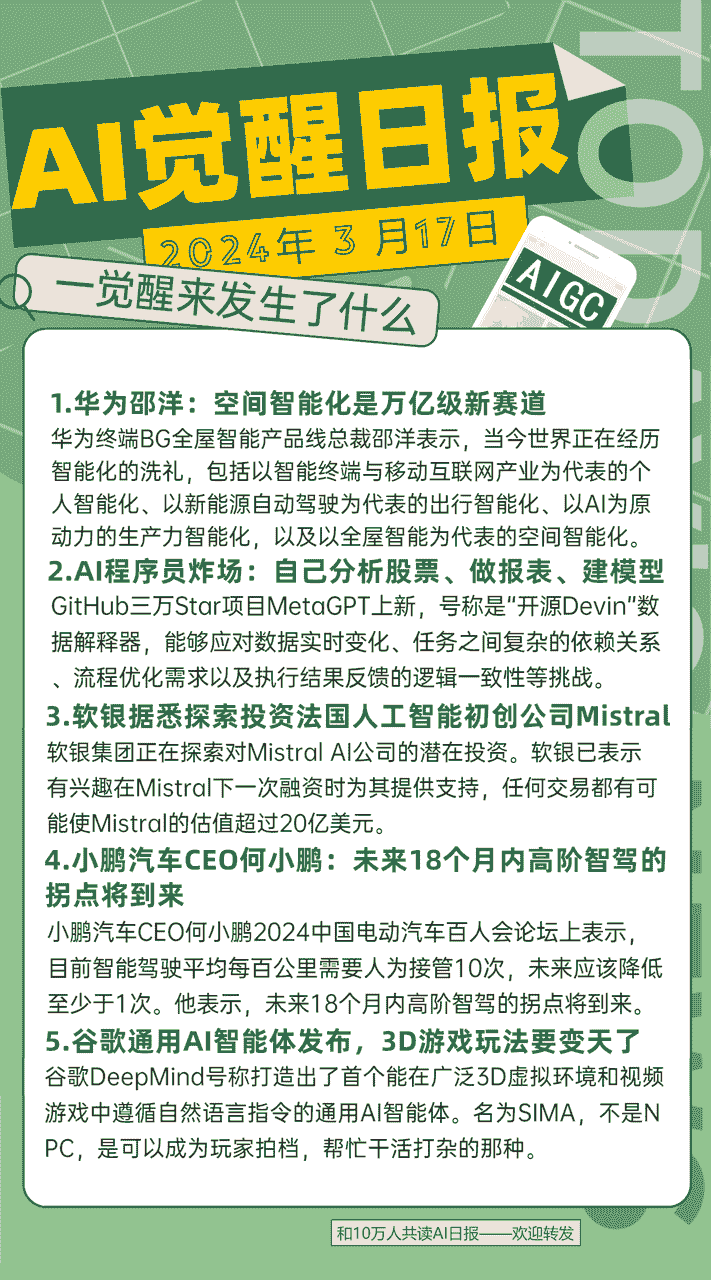 AI觉醒日报
2024年 3 月17日
一觉醒来发生了什么
AIGC
1.华为邵洋：空间智能化是万亿级新赛道
华为终端BG全屋智能产品线总裁邵洋表示，当今世界正在经历
智能化的洗礼，包括以智能终端与移动互联网产业为代表的个
人智能化、以新能源自动驾驶为代表的出行智能化、以AI为原
动力的生产力智能化，以及以全屋智能为代表的空间智能化。
2.AI程序员炸场：自己分析股票、做报表、建模型
GitHub三万Star项目MetaGPT上新，号称是“开源Devin”数
据解释器，能够应对数据实时变化、任务之间复杂的依赖关系
、流程优化需求以及执行结果反馈的逻辑一致性等挑战。
3.软银据悉探索投资法国人工智能初创公司Mistral
软银集团正在探索对Mistral AI公司的潜在投资。软银已表示
有兴趣在Mistral下一次融资时为其提供支持，任何交易都有可
能使Mistral的估值超过20亿美元。
4.小鹏汽车CEO何小鹏：未来18个月内高阶智驾的
拐点将到来
小鹏汽车CEO何小鹏2024中国电动汽车百人会论坛上表示，
目前智能驾驶平均每百公里需要人为接管10次，未来应该降低
至少于1次。他表示，未来18个月内高阶智驾的拐点将到来。
5.谷歌通用AI智能体发布，3D游戏玩法要变天了
谷歌DeepMind号称打造出了首个能在广泛3D虚拟环境和视频
游戏中遵循自然语言指令的通用AI智能体。名为SIMA，不是N
PC，是可以成为玩家拍档，帮忙干活打杂的那种。
和10万人共读AI日报——欢迎转发